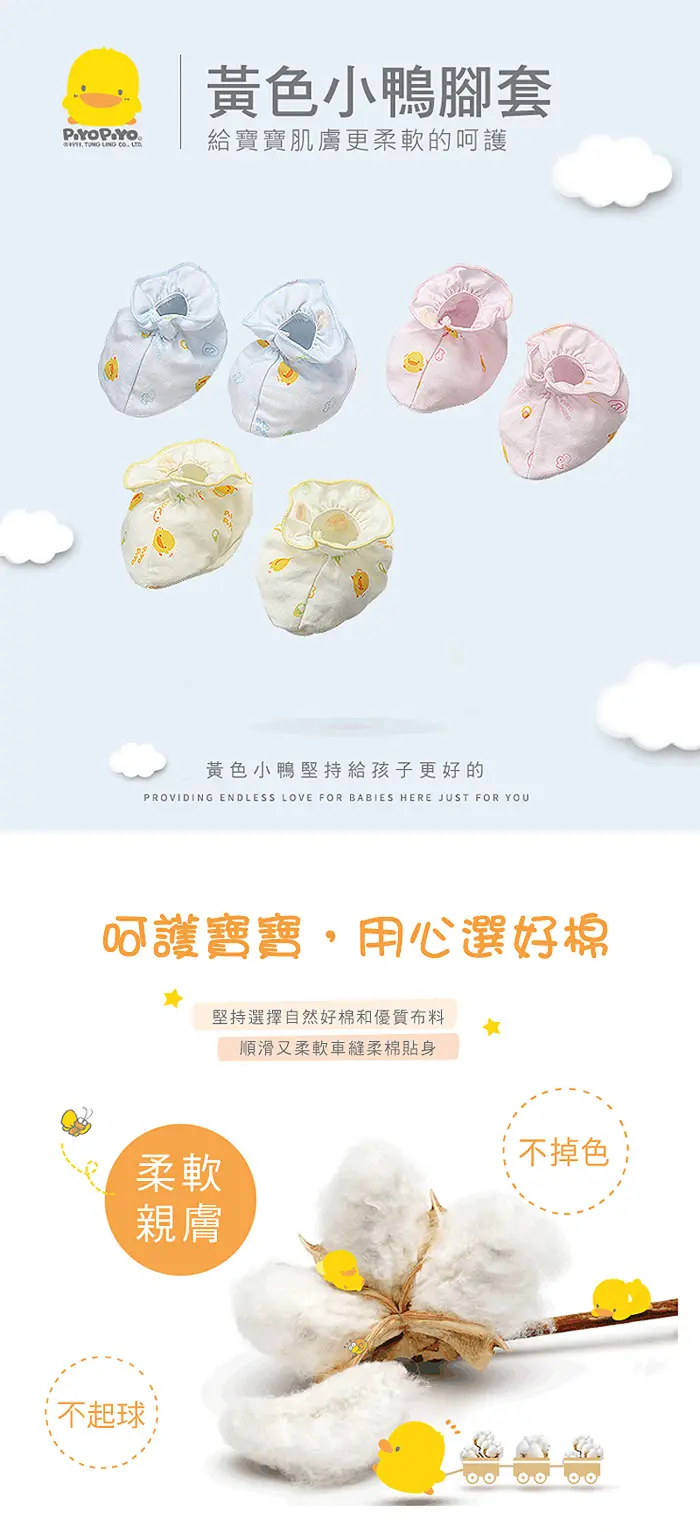 黃色小鴨腳套
給寶寶肌膚更柔軟的呵護
PiYO PiYO
黃色小鴨堅持給孩子更好的
PROVIDING ENDLESS LOVE FOR BABIES HERE JUST FOR YOU
呵護寶寶，用心選好棉
堅持選擇自然好棉和優質布料
順滑又柔軟車縫柔棉貼身
柔軟
親膚
不掉色
不起球